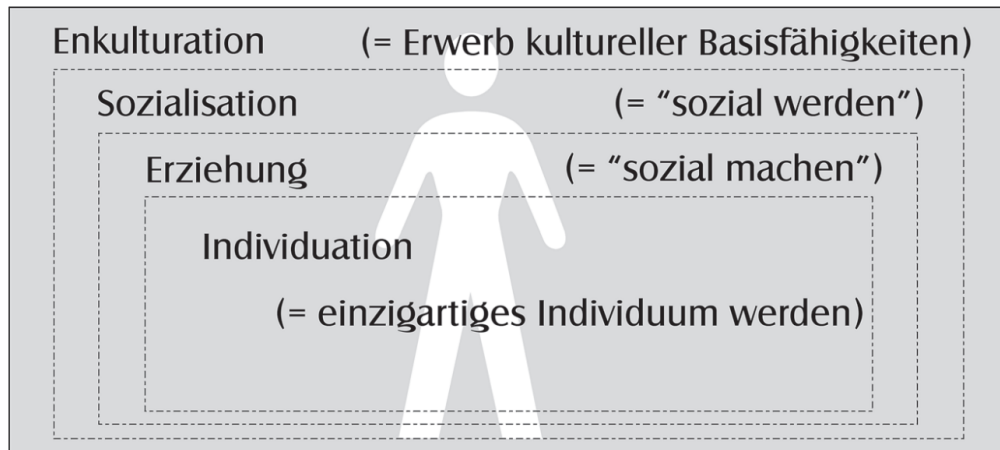 Enkulturation (= Erwerb kultureller Basisfähigkeiten)
Sozialisation (= “sozial werden”)
Erziehung (= “sozial machen”)
Individuation
(= einzigartiges Individuum werden)